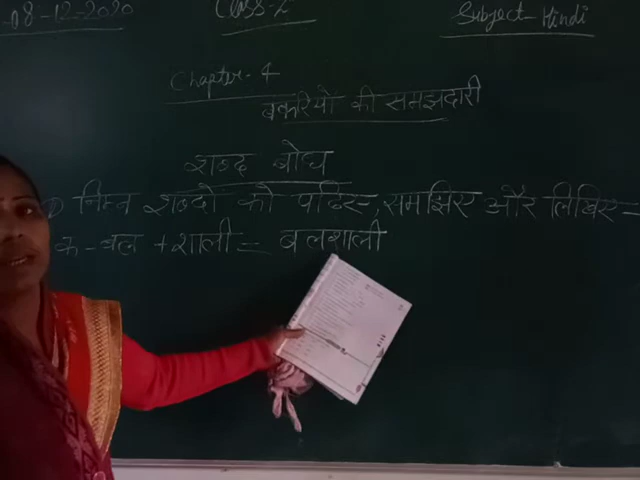 08-12-2020 Class-2 Subject-Hindi
Chapter-4
बकरियों की समझदारी
शब्द बोध
निम्न शब्दों को पढिए, समझिए और लिखिए=
क-बल+शाली= बलशाली